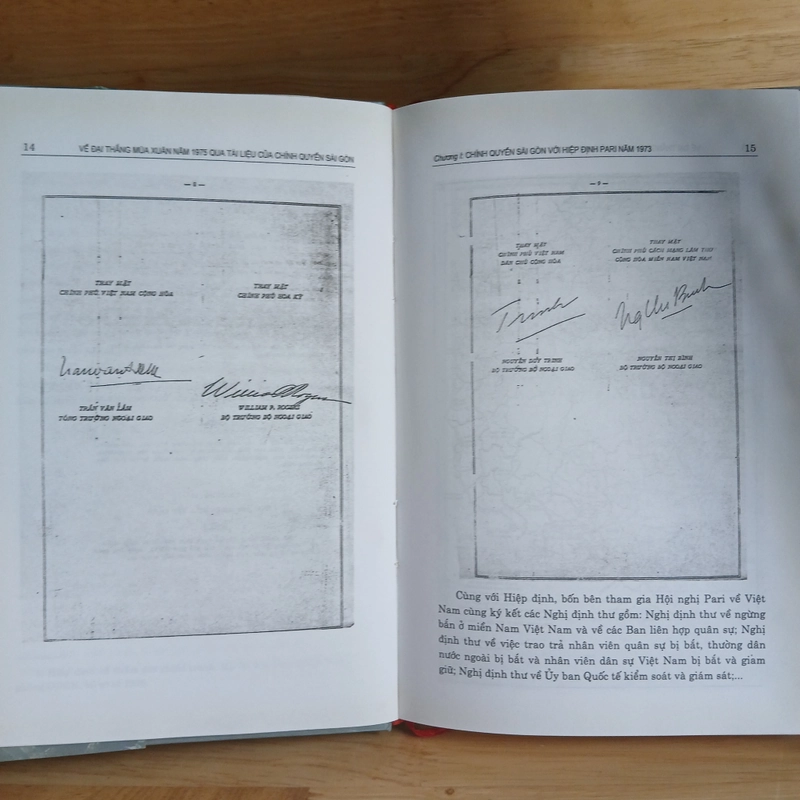 14 VỀ ĐẠI THẮNG MÙA XUÂN NĂM 1975 QUA TÀI LIỆU CỦA CHÍNH QUYỀN SÀI GÒN
— 8 —
THAY MẶT
CHÍNH PHỦ VIỆT NAM CỘNG HÒA
THAY MẶT
CHÍNH PHỦ HOA KỲ
TRẦN VĂN LẮM
TỔNG TRƯỞNG NGOẠI GIAO
William P. Rogers
WILLIAM P. ROGERS
BỘ TRƯỞNG BỘ NGOẠI GIAO
Chương I: CHÍNH QUYỀN SÀI GÒN VỚI HIỆP ĐỊNH PARI NĂM 1973 15
— 9 —
THAY MẶT
CHÍNH PHỦ VIỆT NAM
DÂN CHỦ CỘNG HÒA
THAY MẶT
CHÍNH PHỦ CÁCH MẠNG LÂM THỜI
CỘNG HÒA MIỀN NAM VIỆT NAM
Trinh
NGUYỄN DUY TRINH
BỘ TRƯỞNG BỘ NGOẠI GIAO
NGUYỄN THỊ BÌNH
BỘ TRƯỞNG BỘ NGOẠI GIAO
Cùng với Hiệp định, bốn bên tham gia Hội nghị Pari về Việt
Nam cùng ký kết các Nghị định thư gồm: Nghị định thư về ngừng
bắn ở miền Nam Việt Nam và về các Ban liên hợp quân sự; Nghị
định thư về việc trao trả nhân viên quân sự bị bắt, thường dân
nước ngoài bị bắt và nhân viên dân sự Việt Nam bị bắt và giam
giữ; Nghị định thư về Ủy ban Quốc tế kiểm soát và giám sát;...